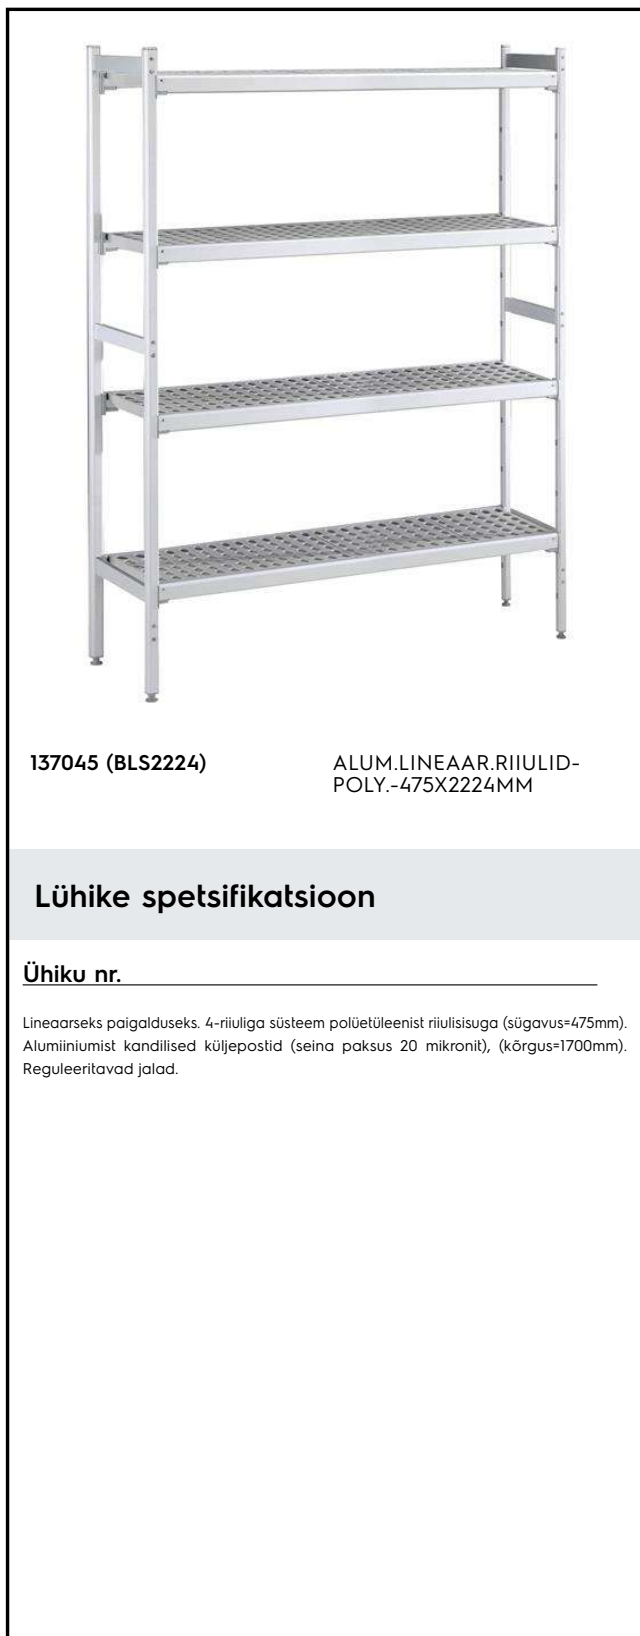 137045 (BLS2224)
ALUM.LINEAAR.RIIULID-
POLY.-475X2224MM
Lühike spetsifikatsioon
Ühiku nr.
Lineaarseks paigalduseks. 4-riiuliga süsteem polüetüleenist riiulisisuga (sügavus=475mm).
Alumiiniumist kandilised küljepostid (seina paksus 20 mikronit), (kõrgus=1700mm).
Reguleeritavad jalad.